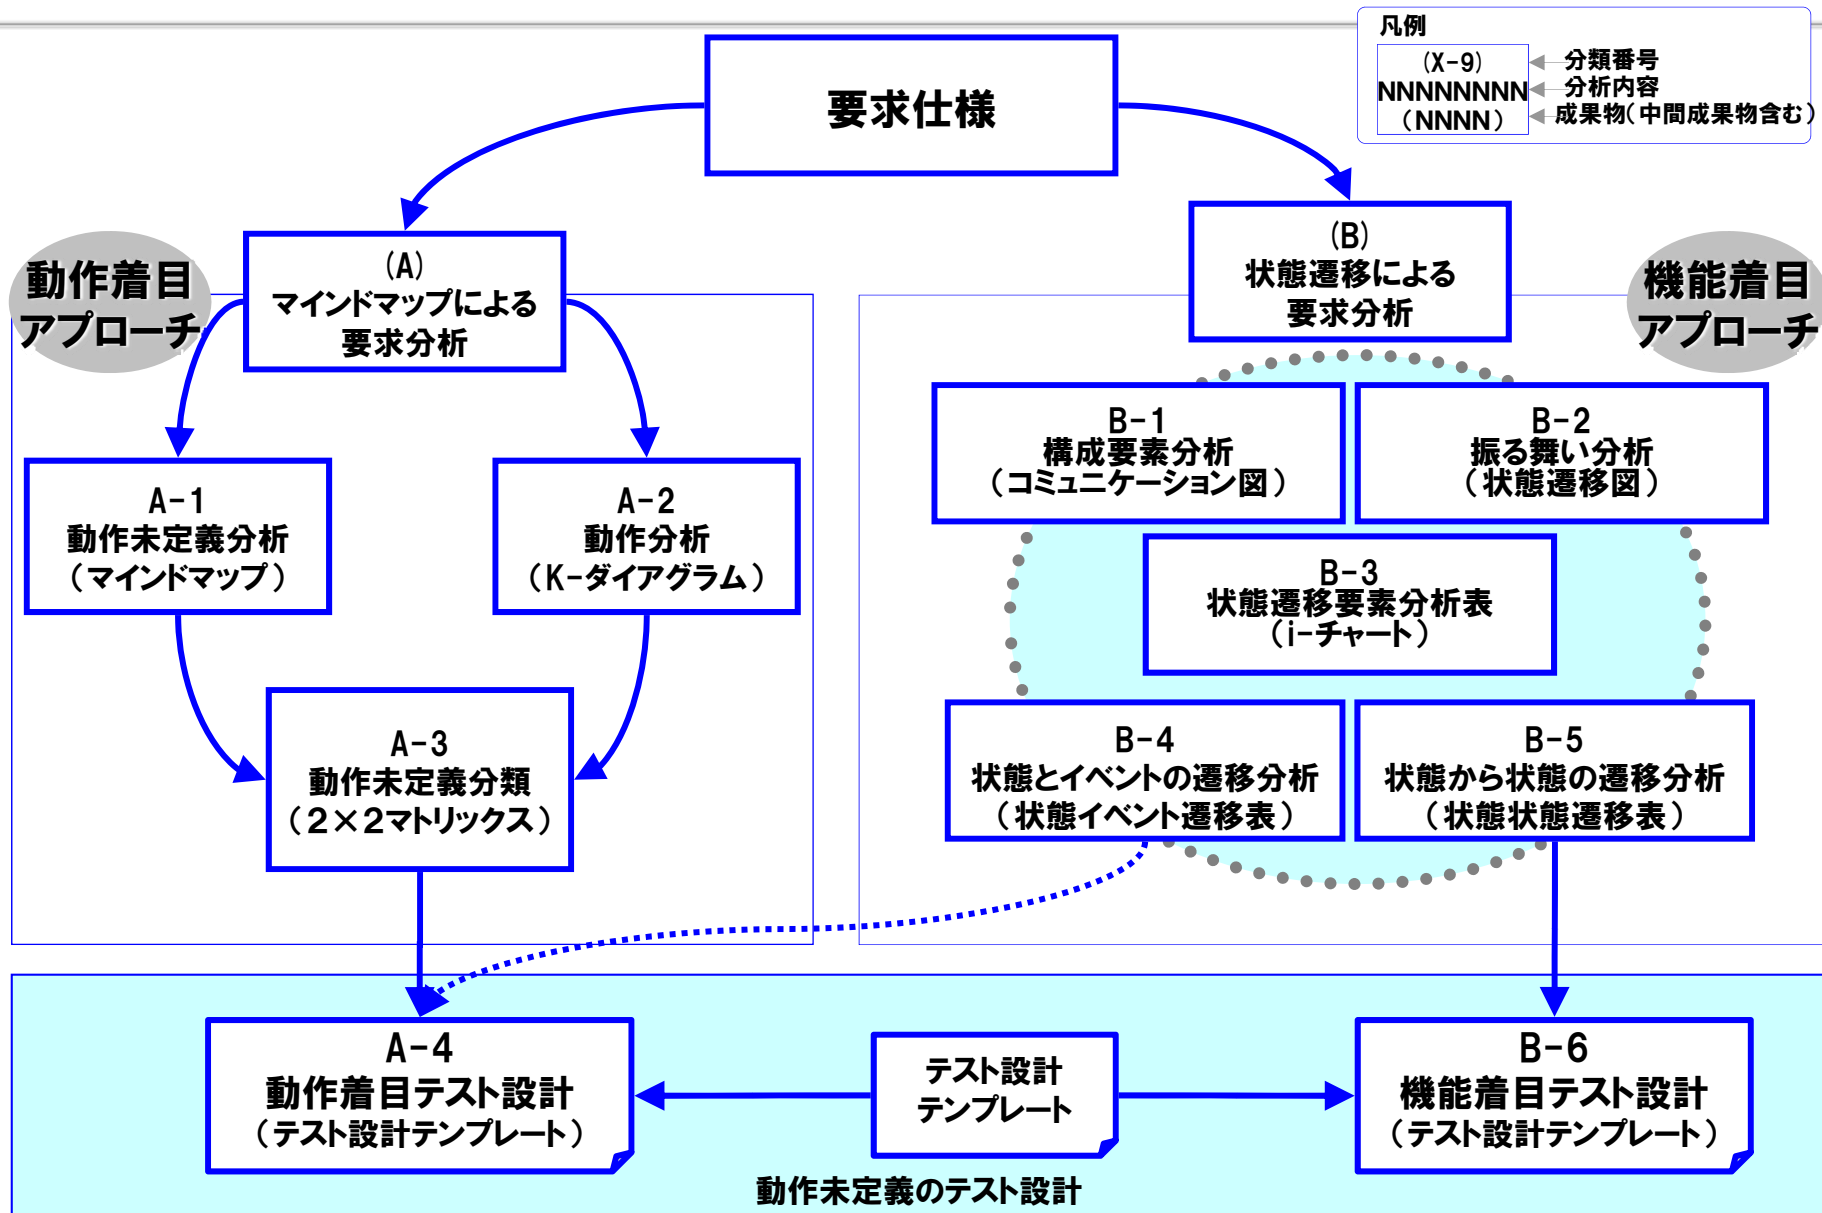 凡例
(X-9)
NNNNNNNN
(NNNN)
分類番号
分析内容
成果物(中間成果物含む)
要求仕様
動作着目
アプローチ
(A)
マインドマップによる
要求分析
(B)
状態遷移による
要求分析
機能着目
アプローチ
A-1
動作未定義分析
(マインドマップ)
A-2
動作分析
(K-ダイアグラム)
A-3
動作未定義分類
(2×2マトリックス)
B-1
構成要素分析
(コミュニケーション図)
B-2
振る舞い分析
(状態遷移図)
B-3
状態遷移要素分析表
(i-チャート)
B-4
状態とイベントの遷移分析
(状態イベント遷移表)
B-5
状態から状態の遷移分析
(状態状態遷移表)
A-4
動作着目テスト設計
(テスト設計テンプレート)
テスト設計
テンプレート
B-6
機能着目テスト設計
(テスト設計テンプレート)
動作未定義のテスト設計